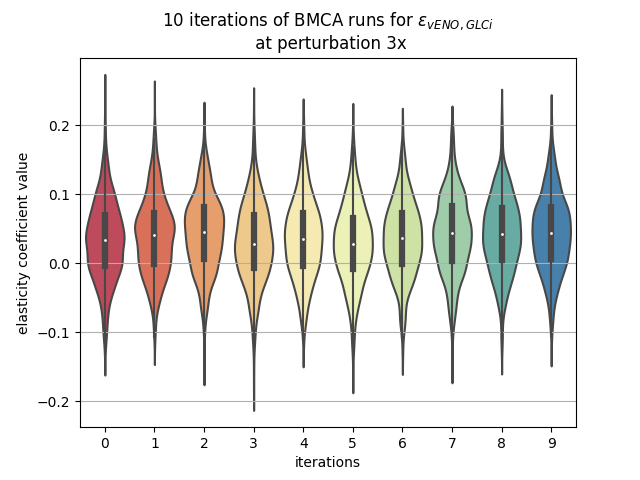 10 iterations of BMCA runs for ε_{vENO, GLCi}
at perturbation 3x
elasticity coefficient value
0.2
0.1
0.0
−0.1
−0.2
0 1 2 3 4 5 6 7 8 9
iterations